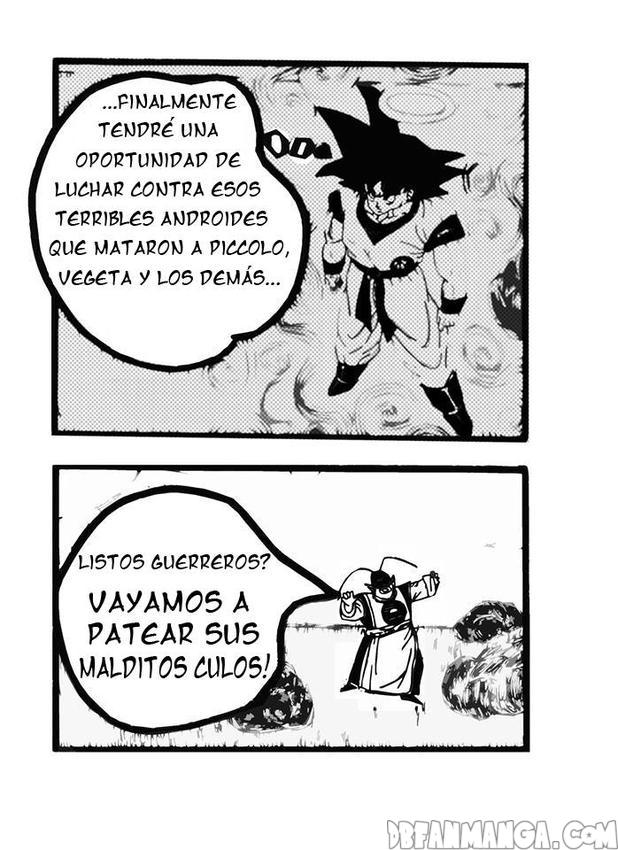 ...FINALMENTE
TENDRÉ UNA
OPORTUNIDAD DE
LUCHAR CONTRA ESOS
TERRIBLES ANDROIDES
QUE MATARON A PICCOLO,
VEGETA Y LOS DEMÁS...
LISTOS GUERREROS?
VAYAMOS A
PATEAR SUS
MALDITOS CULOS!
DBFANMANGA.COM